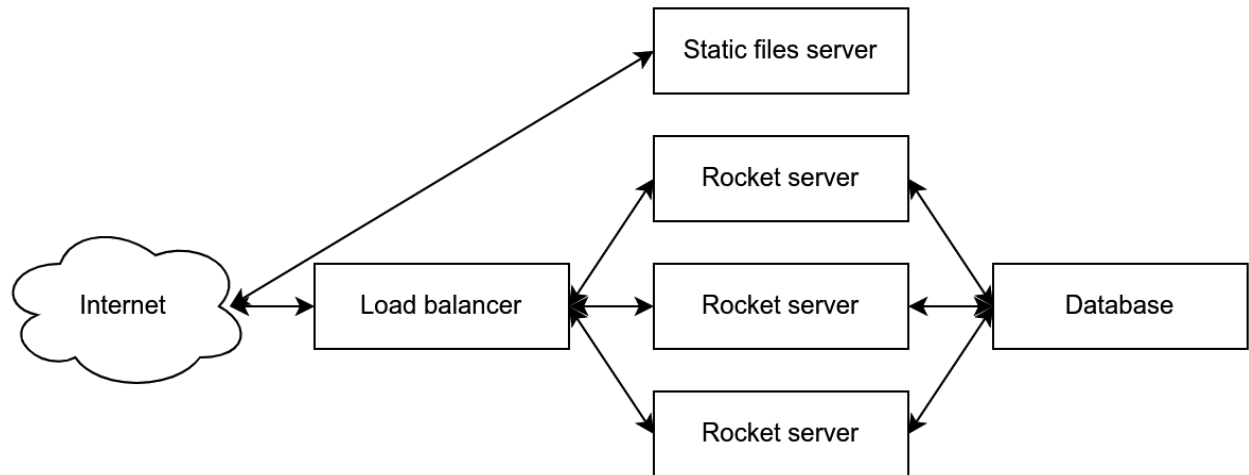 Static files server
Rocket server
Internet
Load balancer
Rocket server
Database
Rocket server